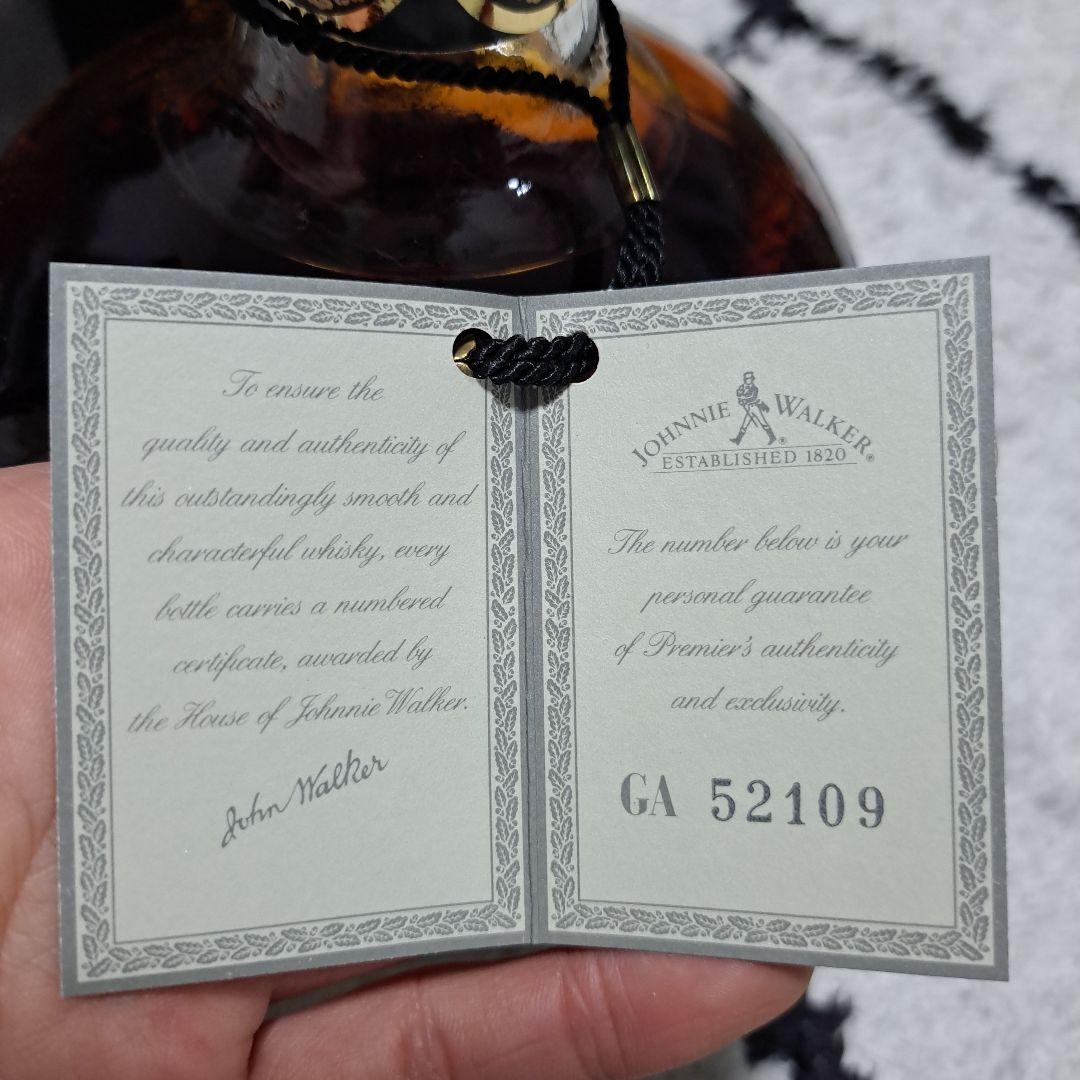 To ensure the
quality and authenticity of
this outstandingly smooth and
characterful whisky, every
bottle carries a numbered
certificate, awarded by
the House of Johnnie Walker.
John Walker
JOHNNIE WALKER®
ESTABLISHED 1820
The number below is your
personal guarantee
of Premier's authenticity
and exclusivity.
GA 52109